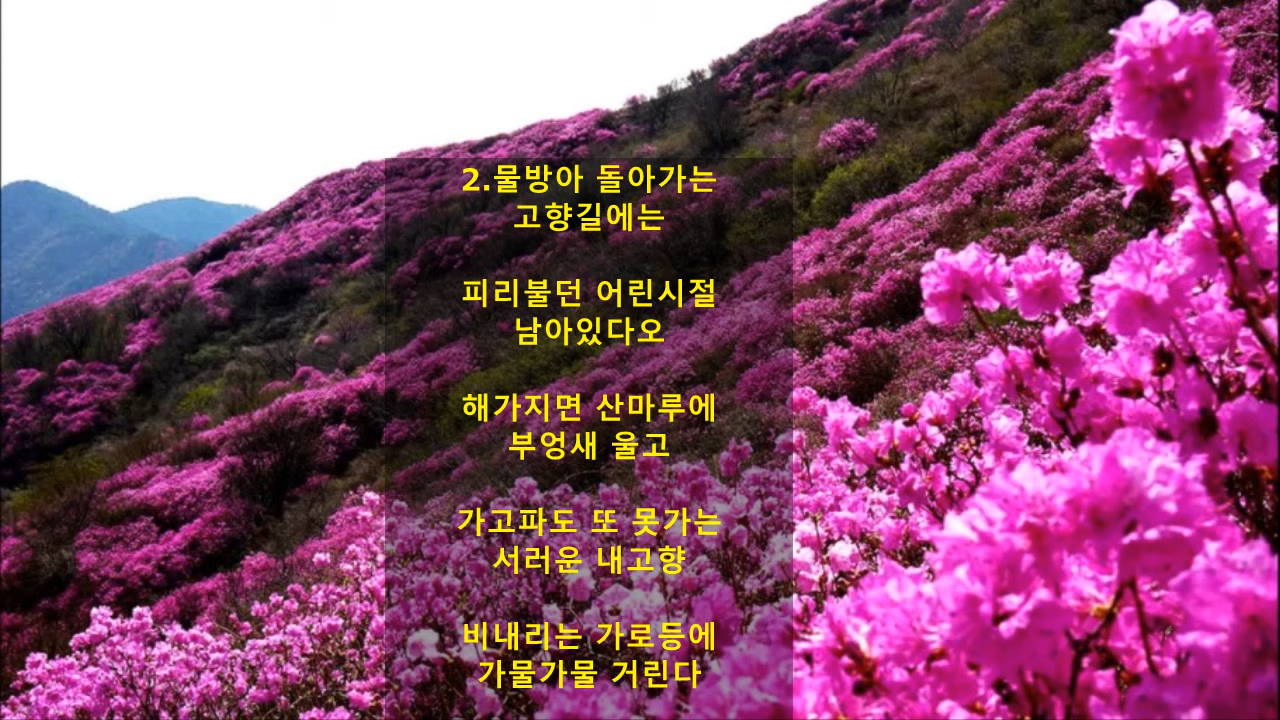 2.물방아 돌아가는
고향길에는
피리불던 어린시절
남아있다오
해가지면 산마루에
부엉새 울고
가고파도 또 못가는
서러운 내고향
비내리는 가로등에
가물가물 거린다